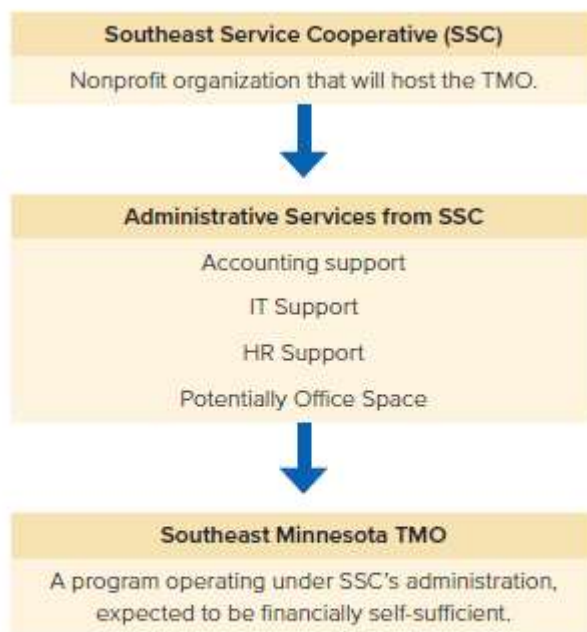 Southeast Service Cooperative (SSC)
Nonprofit organization that will host the TMO.
Administrative Services from SSC
Accounting support
IT Support
HR Support
Potentially Office Space
Southeast Minnesota TMO
A program operating under SSC's administration,
expected to be financially self-sufficient.